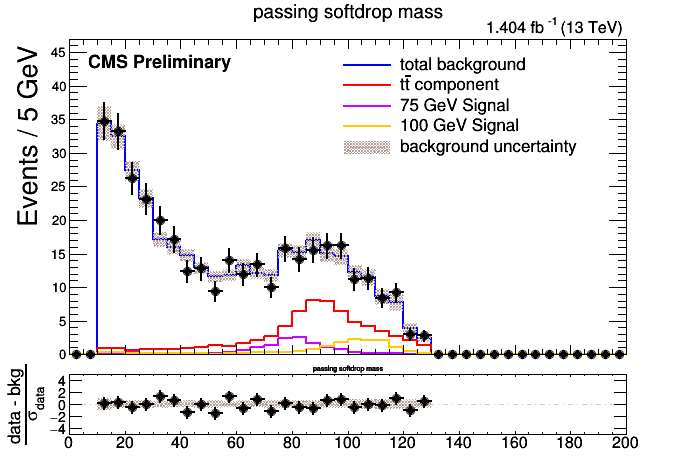 passing softdrop mass
1.404 fb -1 (13 TeV)
CMS Preliminary
total background
tt̄ component
75 GeV Signal
100 GeV Signal
background uncertainty
Events / 5 GeV
45
40
35
30
25
20
15
10
5
0
passing softdrop mass
data - bkg
σ data
4
2
0
−2
−4
0 20 40 60 80 100 120 140 160 180 200